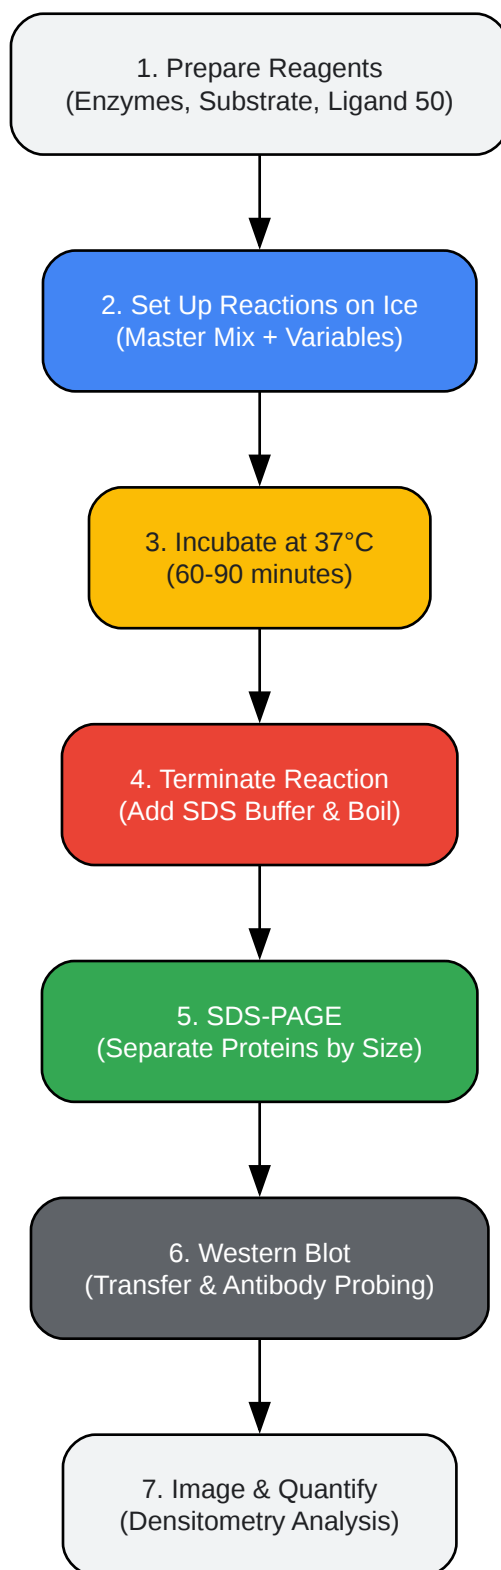 1. Prepare Reagents
(Enzymes, Substrate, Ligand 50)
2. Set Up Reactions on Ice
(Master Mix + Variables)
3. Incubate at 37°C
(60-90 minutes)
4. Terminate Reaction
(Add SDS Buffer & Boil)
5. SDS-PAGE
(Separate Proteins by Size)
6. Western Blot
(Transfer & Antibody Probing)
7. Image & Quantify
(Densitometry Analysis)